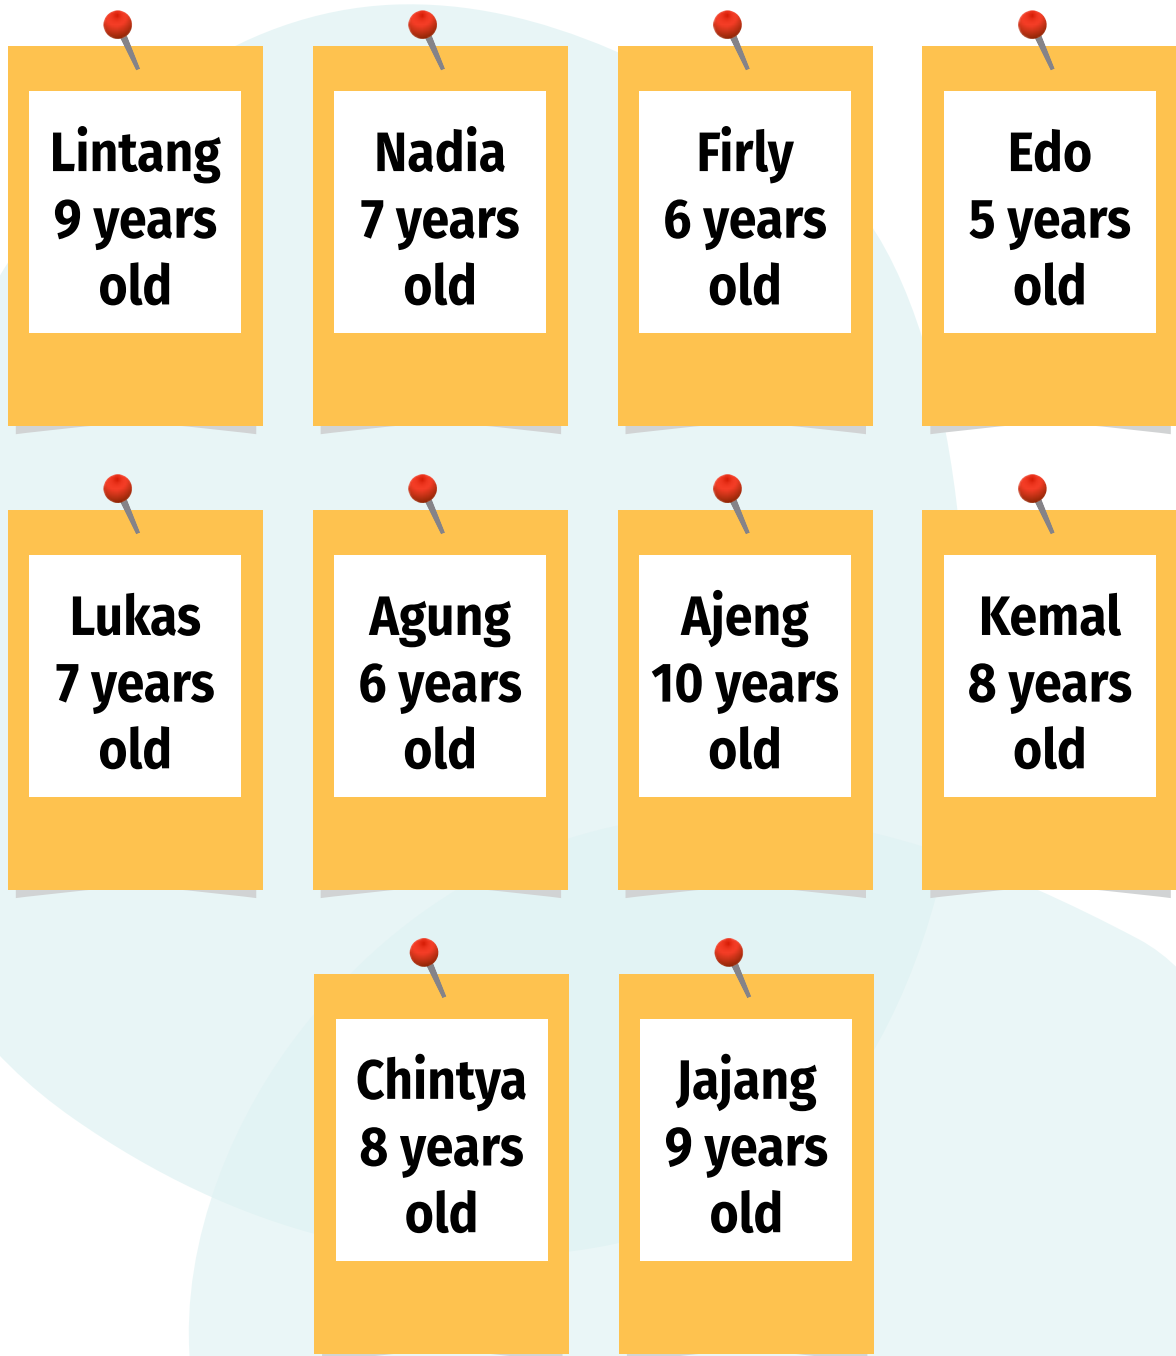 Lintang
9 years
old
Nadia
7 years
old
Firly
6 years
old
Edo
5 years
old
Lukas
7 years
old
Agung
6 years
old
Ajeng
10 years
old
Kemal
8 years
old
Chintya
8 years
old
Jajang
9 years
old